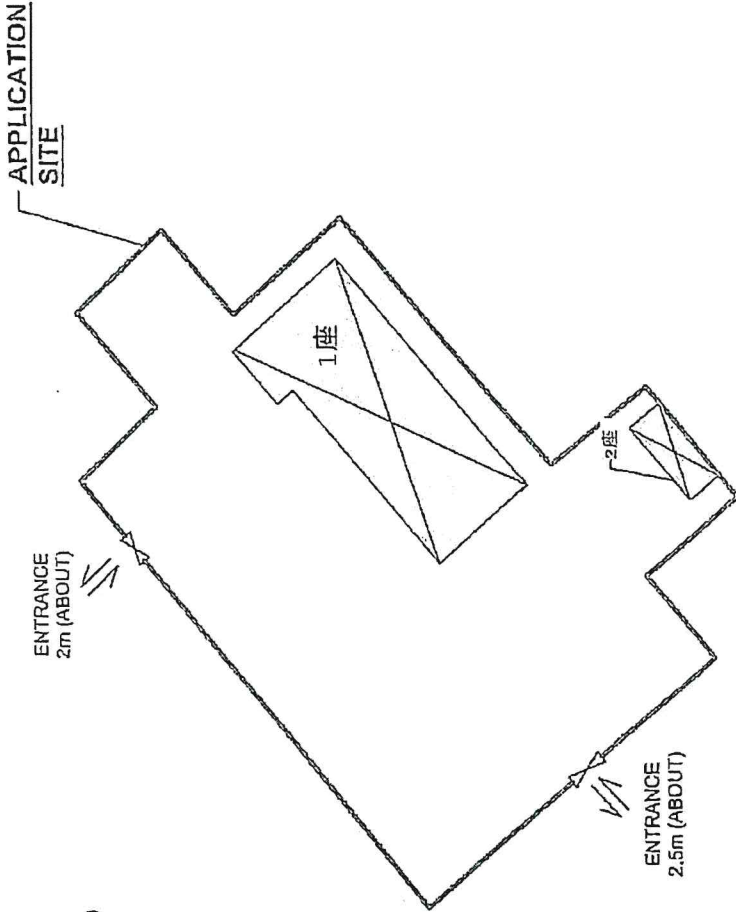 APPLICATION
SITE
1座
2座
ENTRANCE
2m (ABOUT)
ENTRANCE
2.5m (ABOUT)